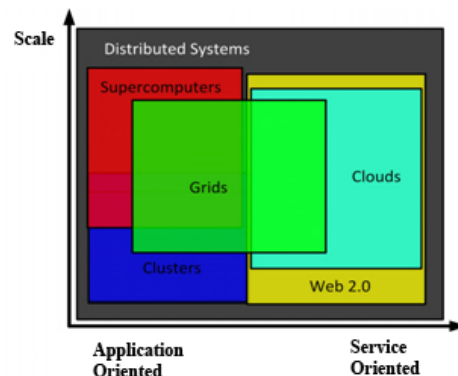 Scale
Distributed Systems
Supercomputers
Grids
Clouds
Clusters
Web 2.0
Application
Oriented
Service
Oriented